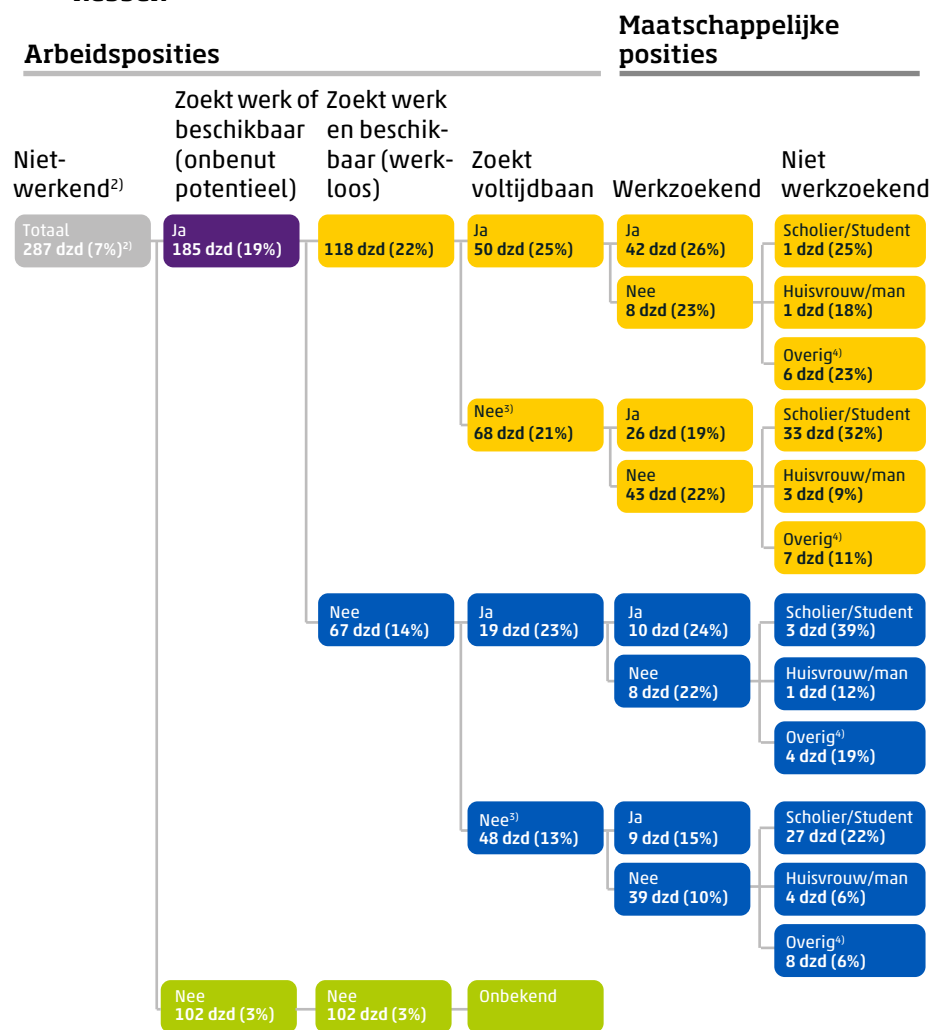 Maatschappelijke
posities
Arbeidsposities
Niet-
werkend2)
Zoekt werk of
beschikbaar
(onbenut
potentieel)
Zoekt werk
en beschik-
baar (werk-
loos)
Zoekt
voltijdbaan
Werkzoekend
Niet
werkzoekend
Totaal
287 dzd (7%)2)
Ja
185 dzd (19%)
118 dzd (22%)
Ja
50 dzd (25%)
Ja
42 dzd (26%)
Scholier/Student
1 dzd (25%)
Nee
8 dzd (23%)
Huisvrouw/man
1 dzd (18%)
Overig4)
6 dzd (23%)
Nee3)
68 dzd (21%)
Ja
26 dzd (19%)
Scholier/Student
33 dzd (32%)
Nee
43 dzd (22%)
Huisvrouw/man
3 dzd (9%)
Overig4)
7 dzd (11%)
Nee
67 dzd (14%)
Ja
19 dzd (23%)
Ja
10 dzd (24%)
Scholier/Student
3 dzd (39%)
Nee
8 dzd (22%)
Huisvrouw/man
1 dzd (12%)
Overig4)
4 dzd (19%)
Nee3)
48 dzd (13%)
Ja
9 dzd (15%)
Scholier/Student
27 dzd (22%)
Nee
39 dzd (10%)
Huisvrouw/man
4 dzd (6%)
Overig4)
8 dzd (6%)
Nee
102 dzd (3%)
Nee
102 dzd (3%)
Onbekend